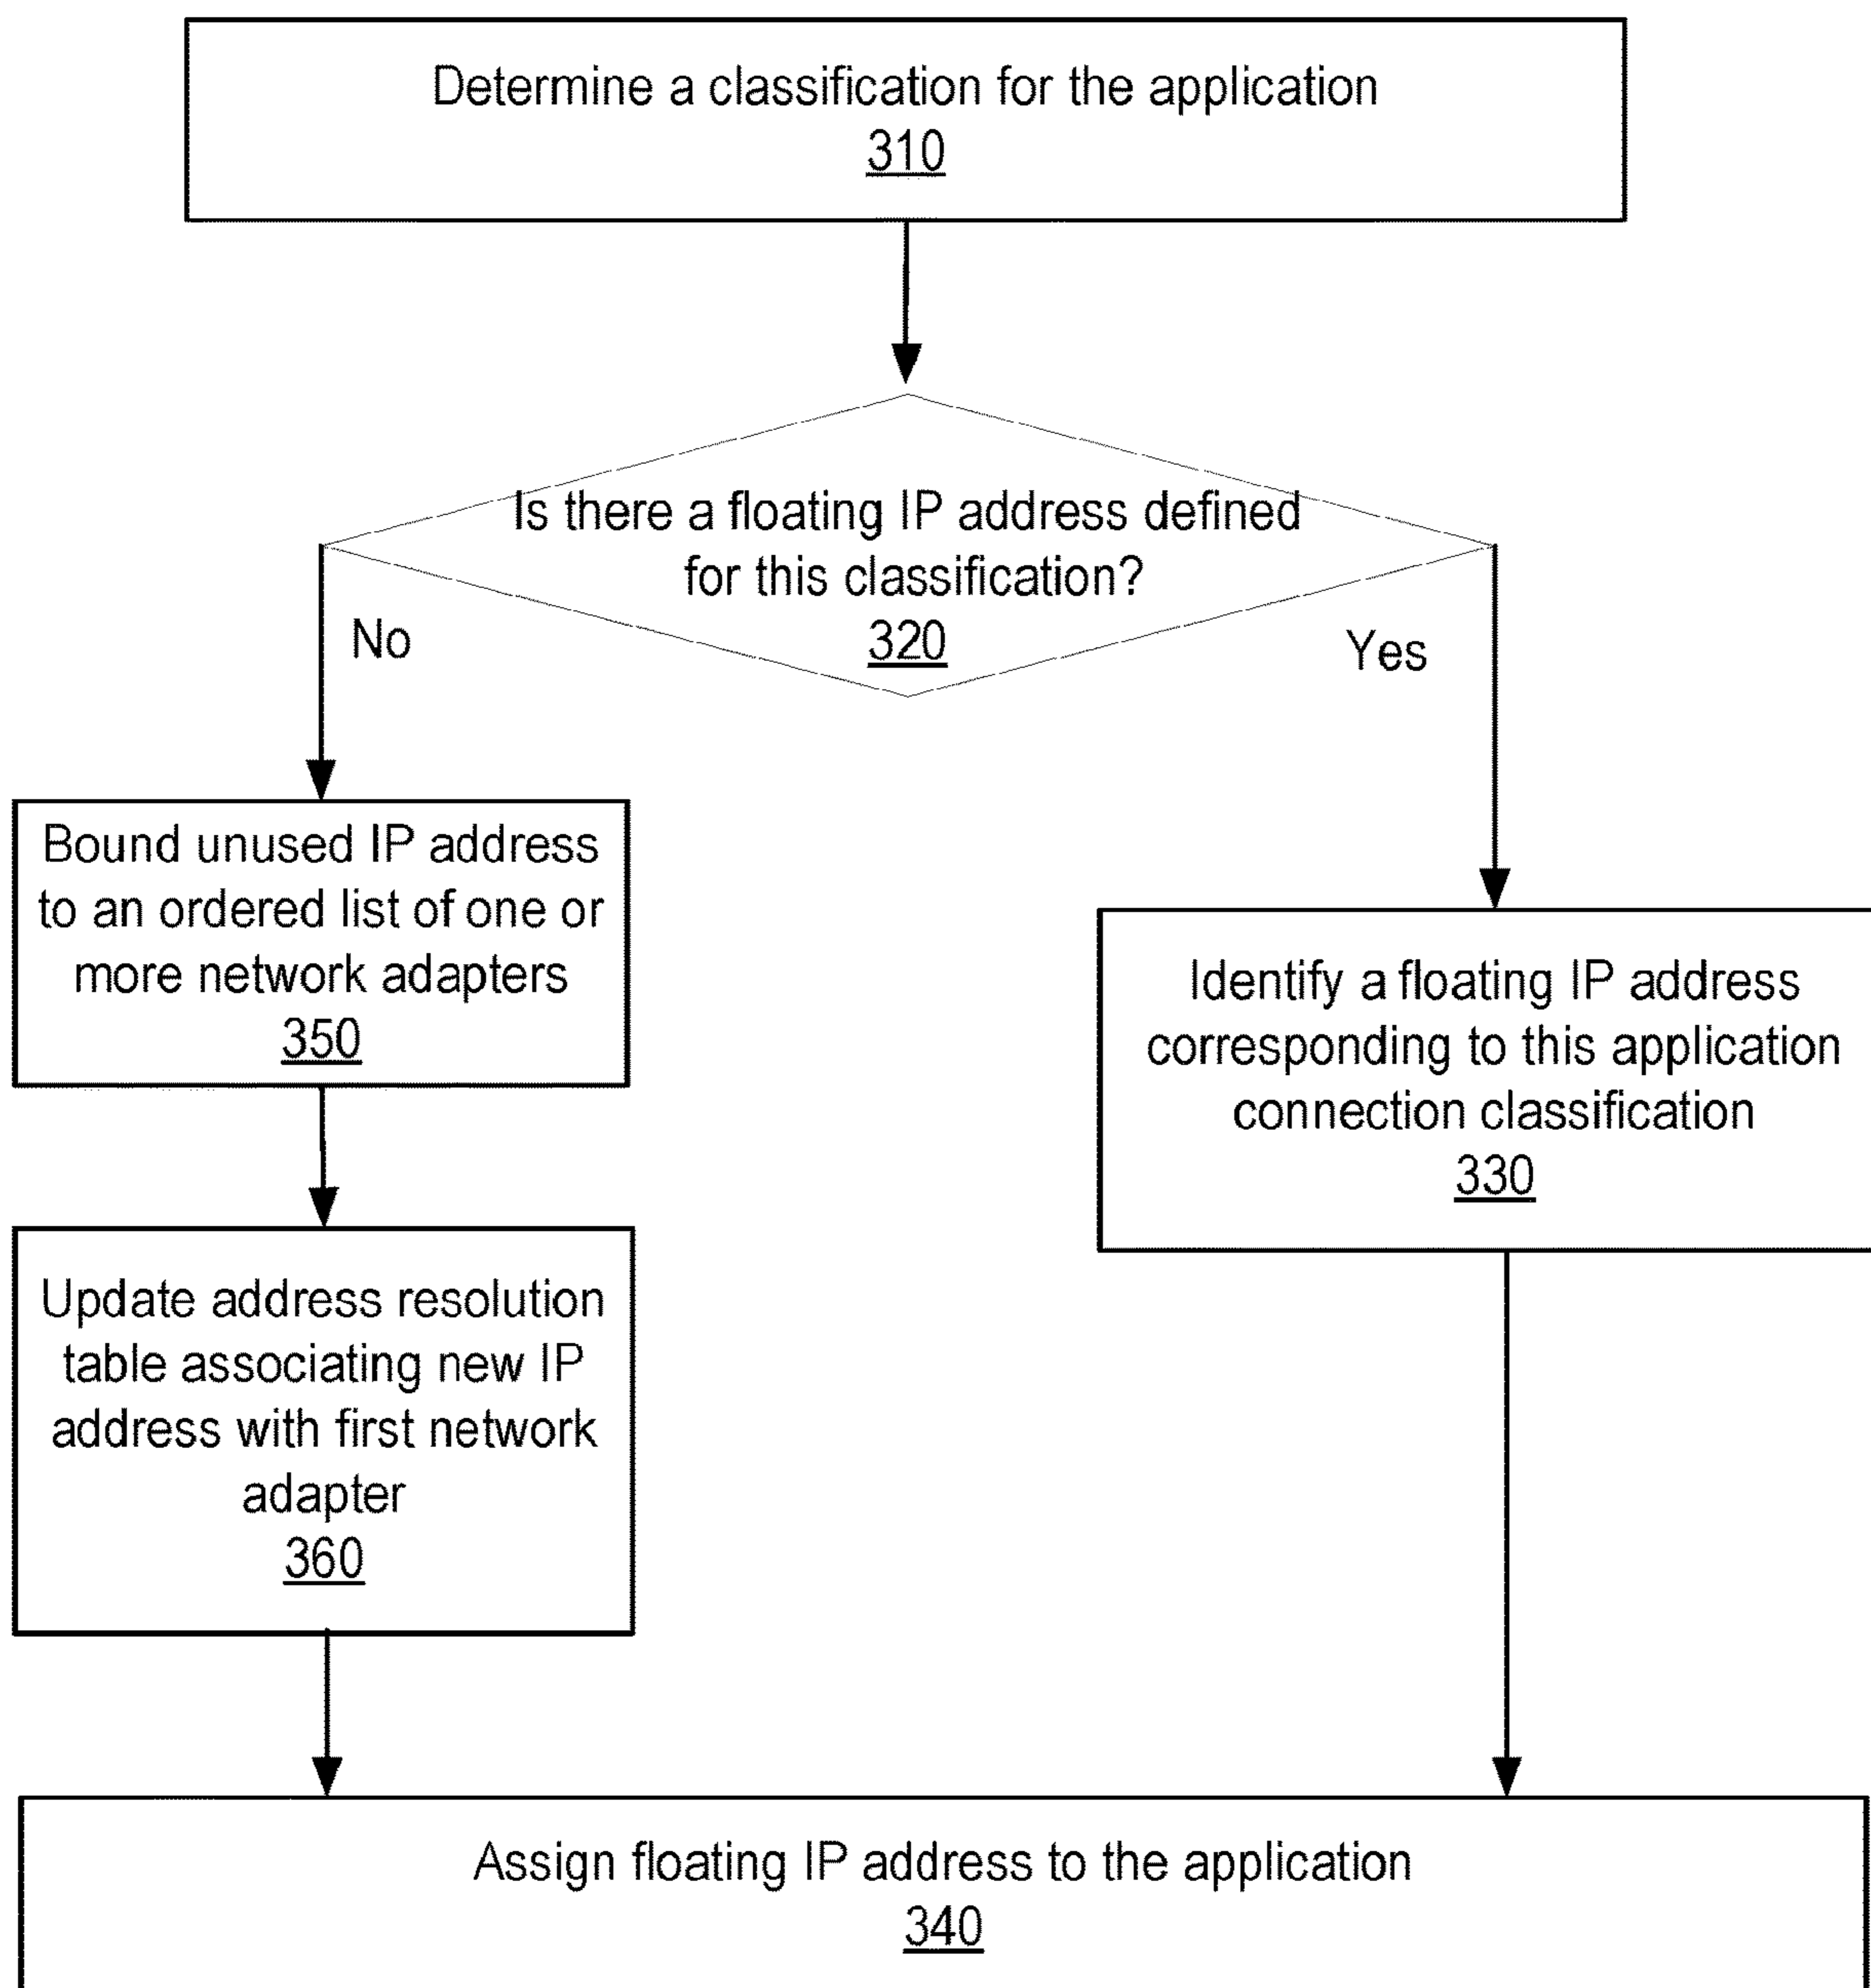 Determine a classification for the application
310
Is there a floating IP address defined
for this classification?
320
No
Yes
Bound unused IP address
to an ordered list of one or
more network adapters
350
Identify a floating IP address
corresponding to this application
connection classification
330
Update address resolution
table associating new IP
address with first network
adapter
360
Assign floating IP address to the application
340